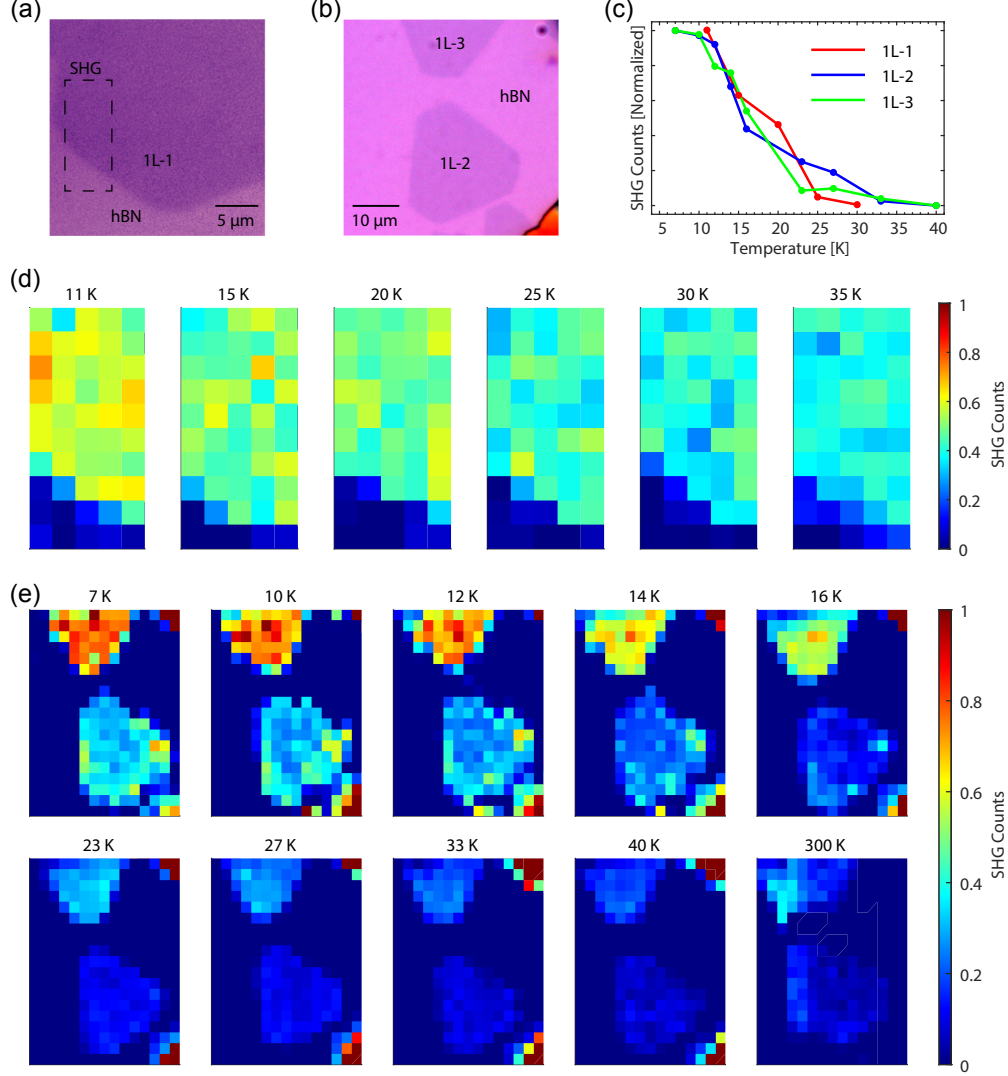 (a)
SHG
1L-1
hBN
5 μm
(b)
1L-3
hBN
1L-2
10 μm
(c)
SHG Counts [Normalized]
1L-1
1L-2
1L-3
5 10 15 20 25 30 35 40
Temperature [K]
(d)
11 K 15 K 20 K 25 K 30 K 35 K
1
0.8
0.6
0.4
0.2
0
SHG Counts
(e)
7 K 10 K 12 K 14 K 16 K
23 K 27 K 33 K 40 K 300 K
1
0.8
0.6
0.4
0.2
0
SHG Counts